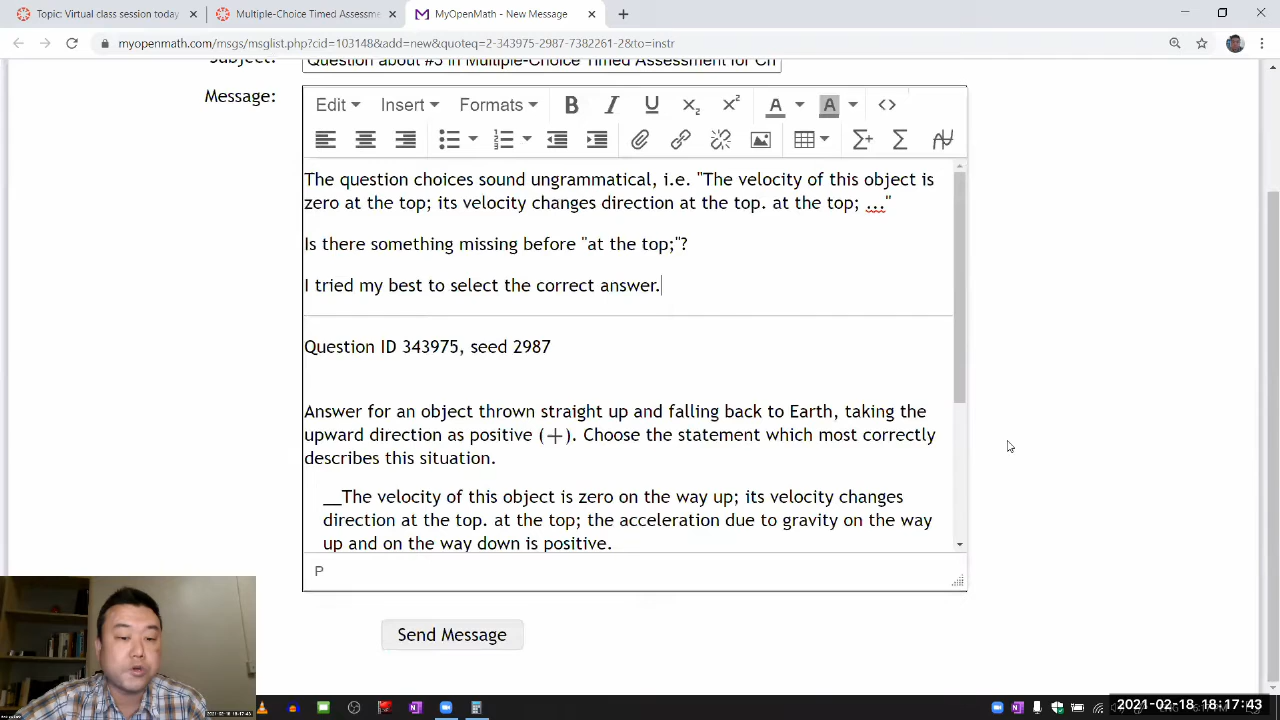 Topic: Virtual class session today
Multiple-Choice Timed Assessme
MyOpenMath - New Message
myopenmath.com/msgs/msglist.php?cid=103148&add=new&quoteq=2-343975-2987-7382261-2&to=instr
Subject: Question about #3 in Multiple-Choice Timed Assessment for Ch
Message:
Edit Insert Formats B I U X2 X2 A A <>
The question choices sound ungrammatical, i.e. "The velocity of this object is
zero at the top; its velocity changes direction at the top. at the top; ..."
Is there something missing before "at the top;"?
I tried my best to select the correct answer.
Question ID 343975, seed 2987
Answer for an object thrown straight up and falling back to Earth, taking the
upward direction as positive (+). Choose the statement which most correctly
describes this situation.
__The velocity of this object is zero on the way up; its velocity changes
direction at the top. at the top; the acceleration due to gravity on the way
up and on the way down is positive.
P
Send Message
2021-02-18 18:17:43
2021-02-18 18:17:43